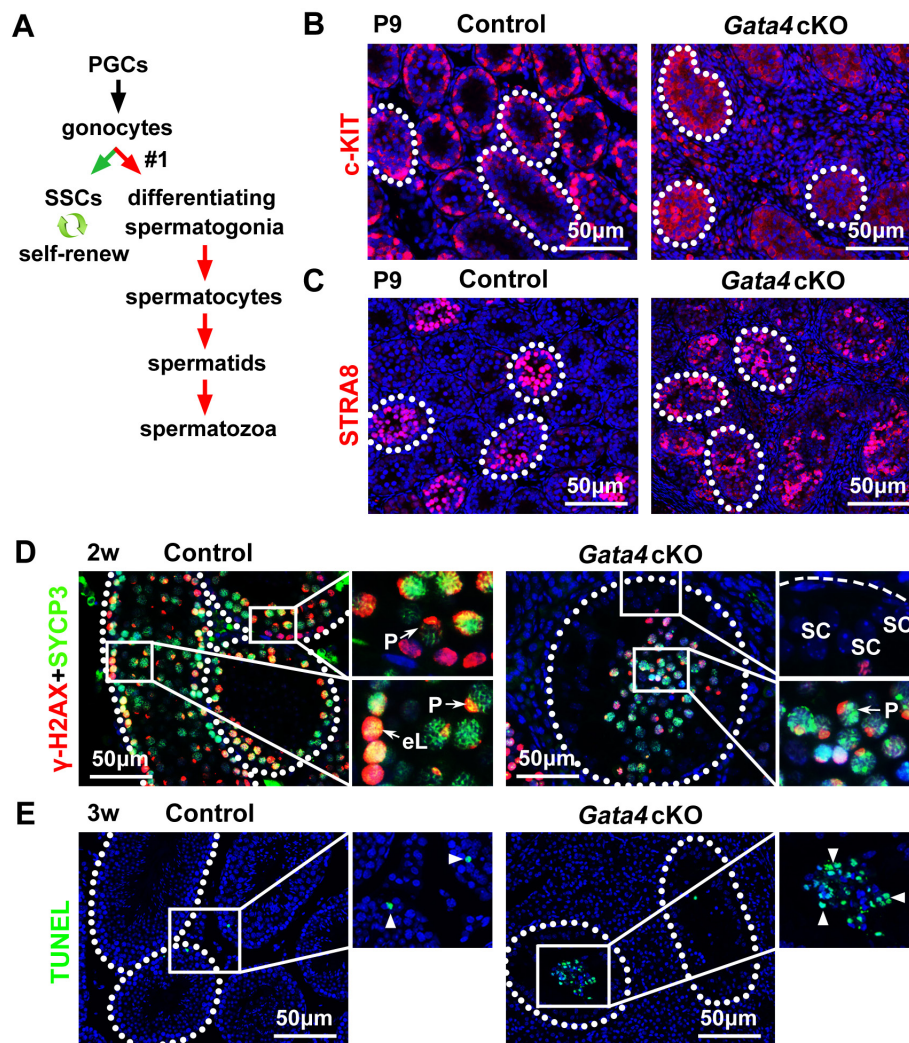 A
PGCs
gonocytes
#1
SSCs
differentiating
spermatogonia
self-renew
spermatocytes
spermatids
spermatozoa
B
P9
Control
Gata4 cKO
c-KIT
50µm
50µm
C
P9
Control
Gata4 cKO
STRA8
50µm
50µm
D
2w
Control
Gata4 cKO
γ-H2AX+SYCP3
50µm
P
P
eL
50µm
SC
SC
SC
P
E
3w
Control
Gata4 cKO
TUNEL
50µm
50µm